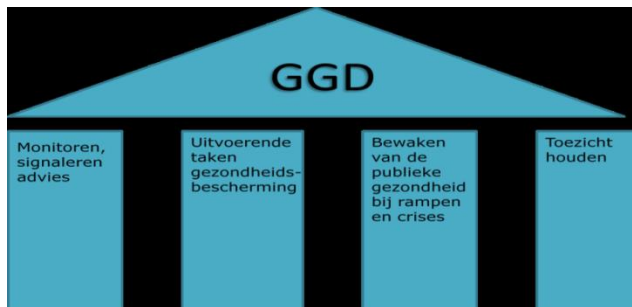 GGD
Monitoren,
signaleren
advies
Uitvoerende
taken
gezondheids-
bescherming
Bewaken
van de
publieke
gezondheid
bij rampen
en crises
Toezicht
houden